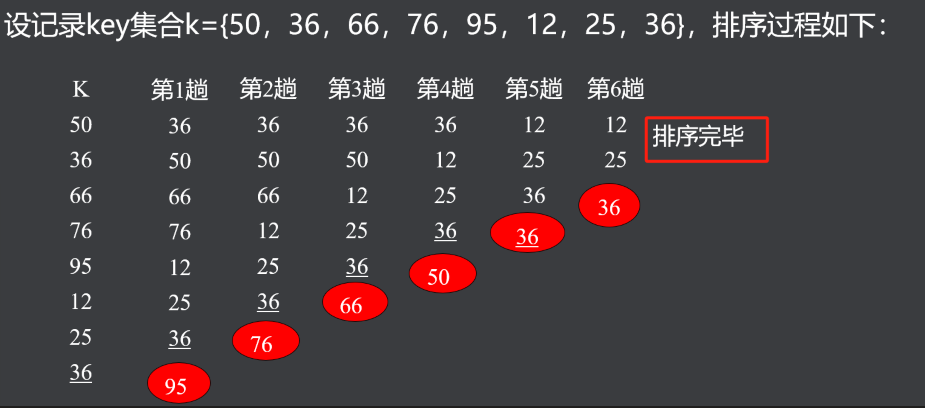 设记录key集合k={50，36，66，76，95，12，25，36}，排序过程如下：
K 第1趟 第2趟 第3趟 第4趟 第5趟 第6趟
50 36 36 36 36 12 12 排序完毕
36 50 50 50 12 25 25
66 66 66 12 25 36 36
76 76 12 25 36 36
95 12 25 36 50
12 25 36 66
25 36 76
36 95